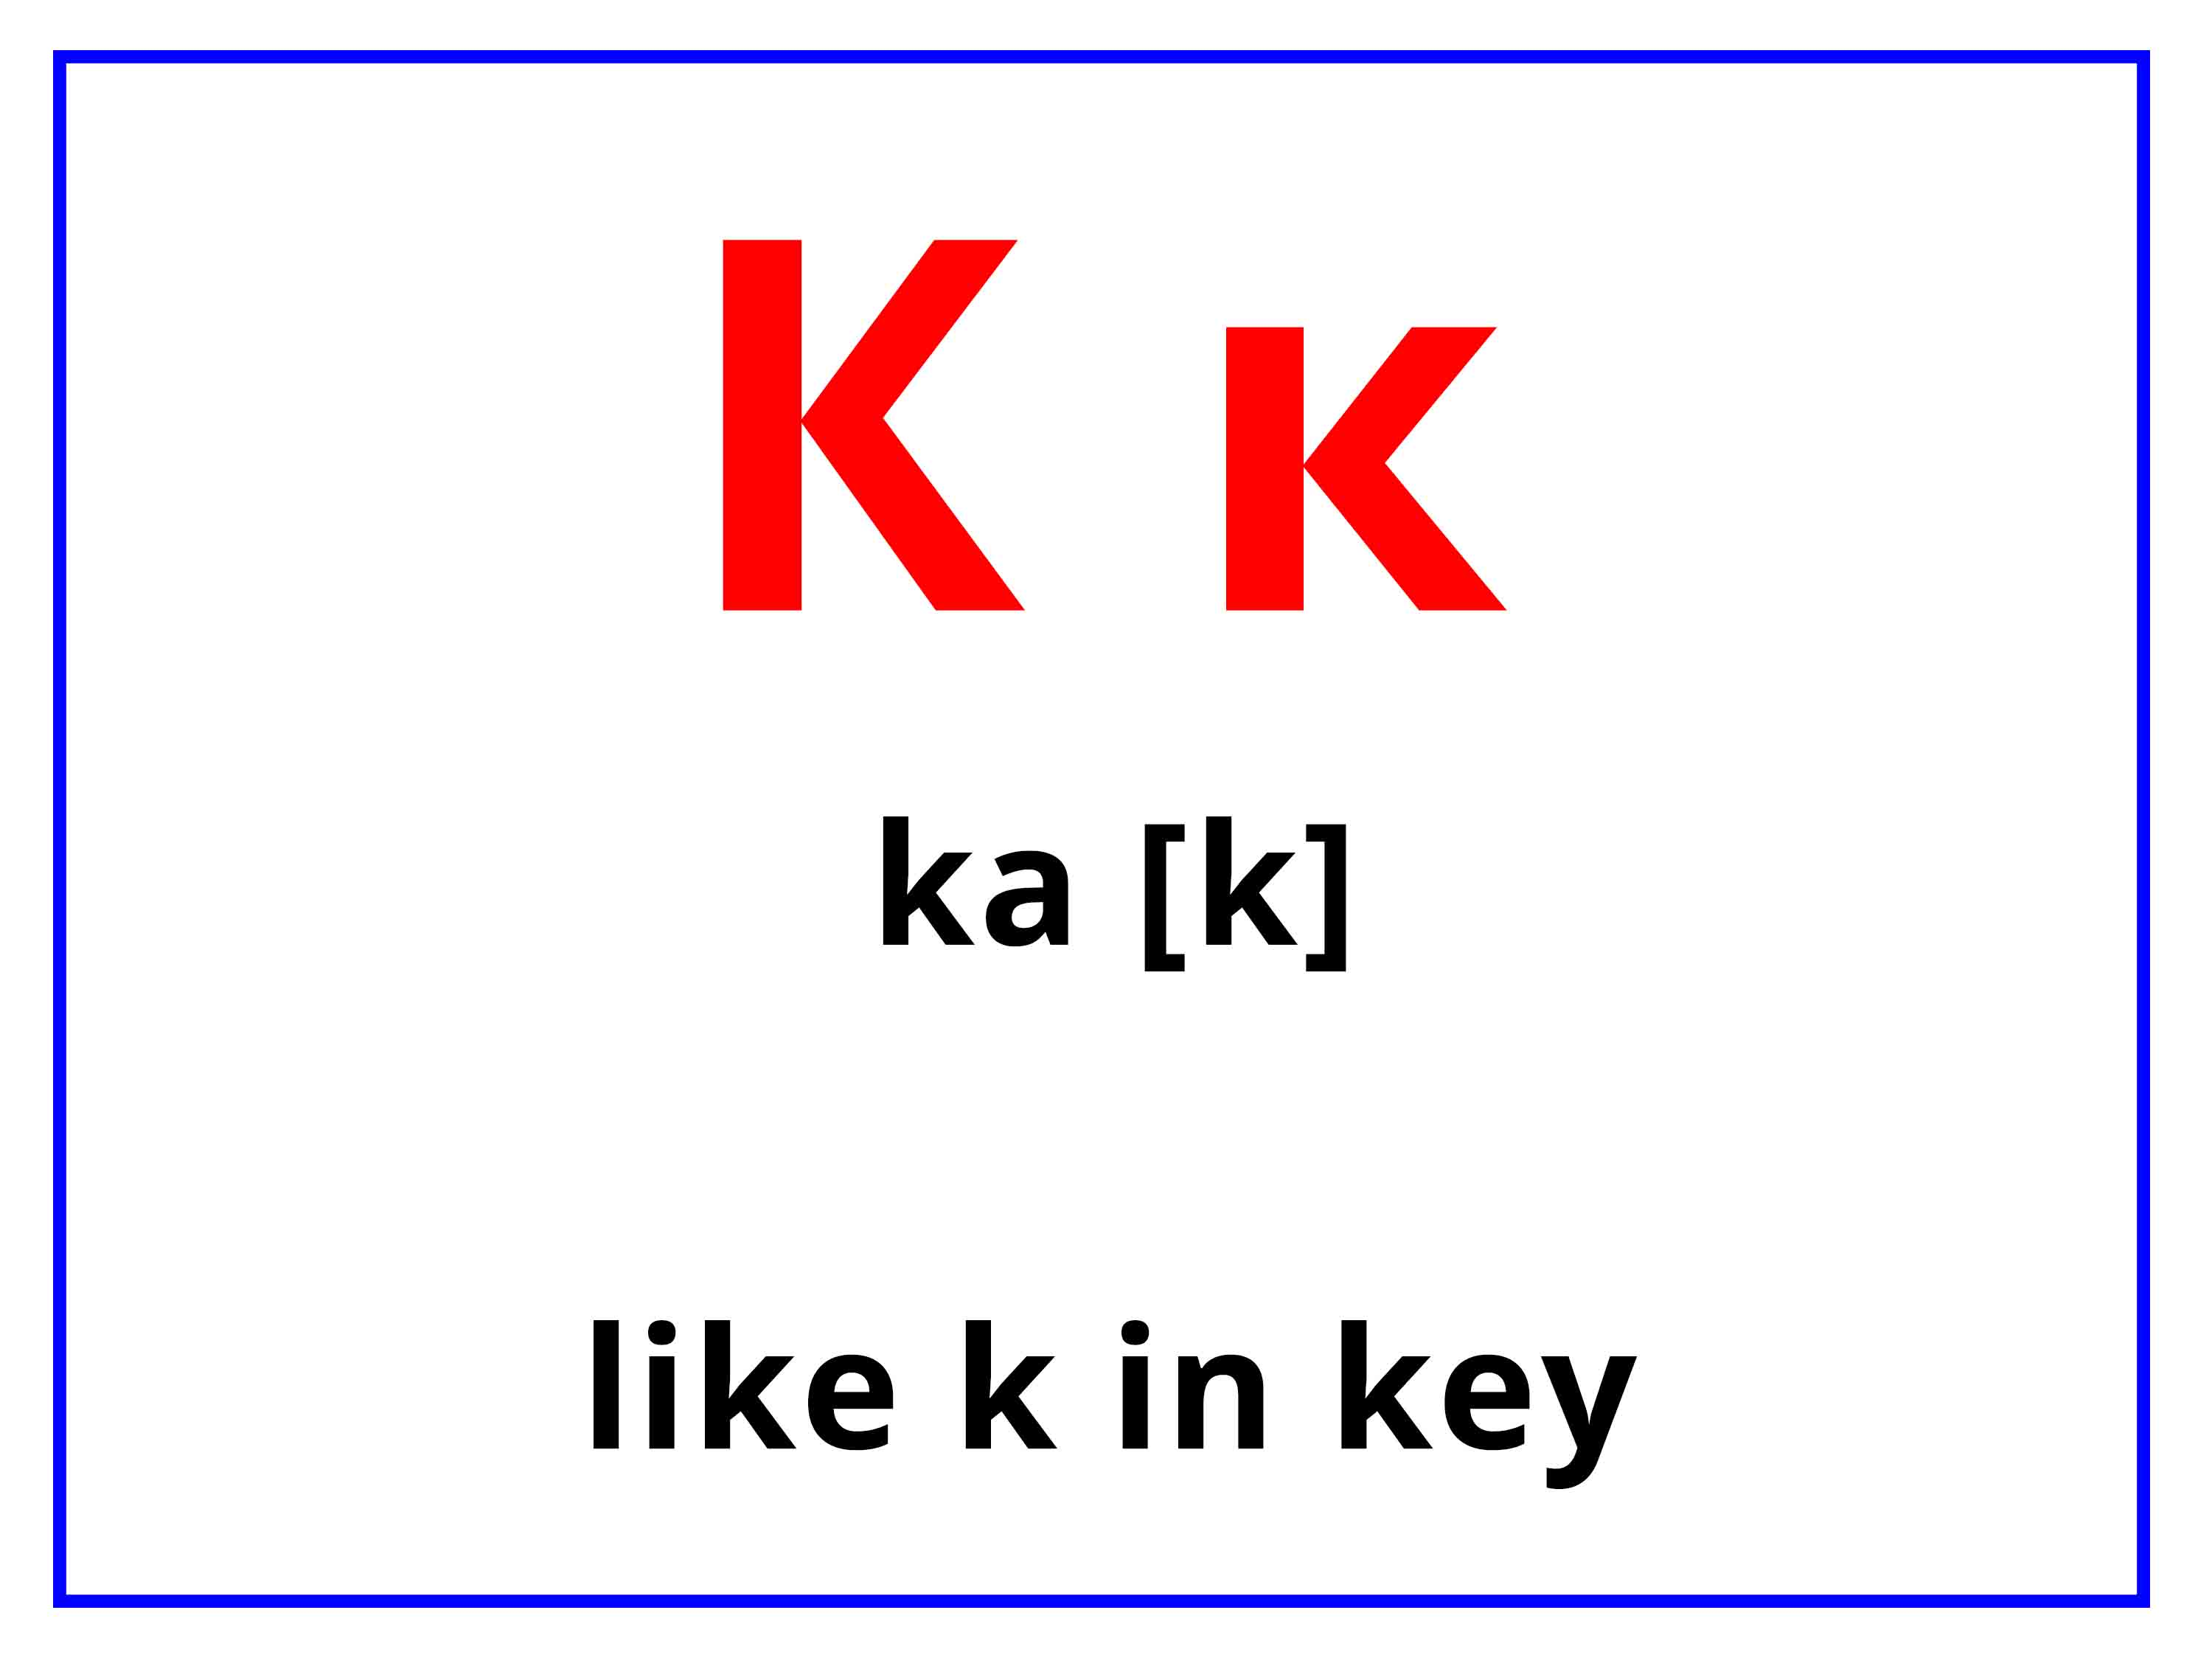 К к
ka [k]
like k in key